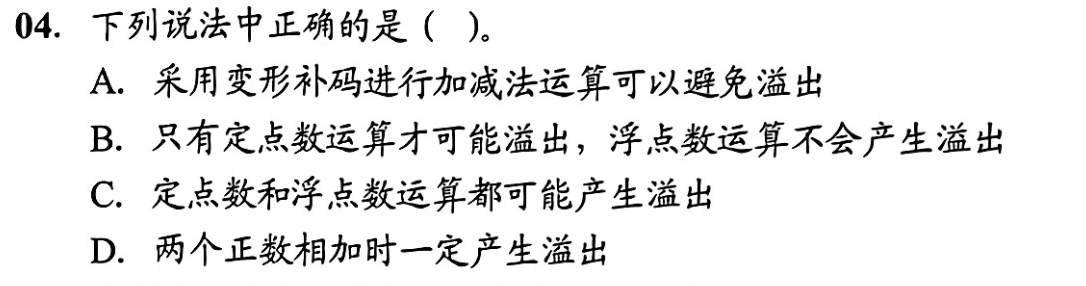 04. 下列说法中正确的是（ ）。
A. 采用变形补码进行加减法运算可以避免溢出
B. 只有定点数运算才可能溢出，浮点数运算不会产生溢出
C. 定点数和浮点数运算都可能产生溢出
D. 两个正数相加时一定产生溢出